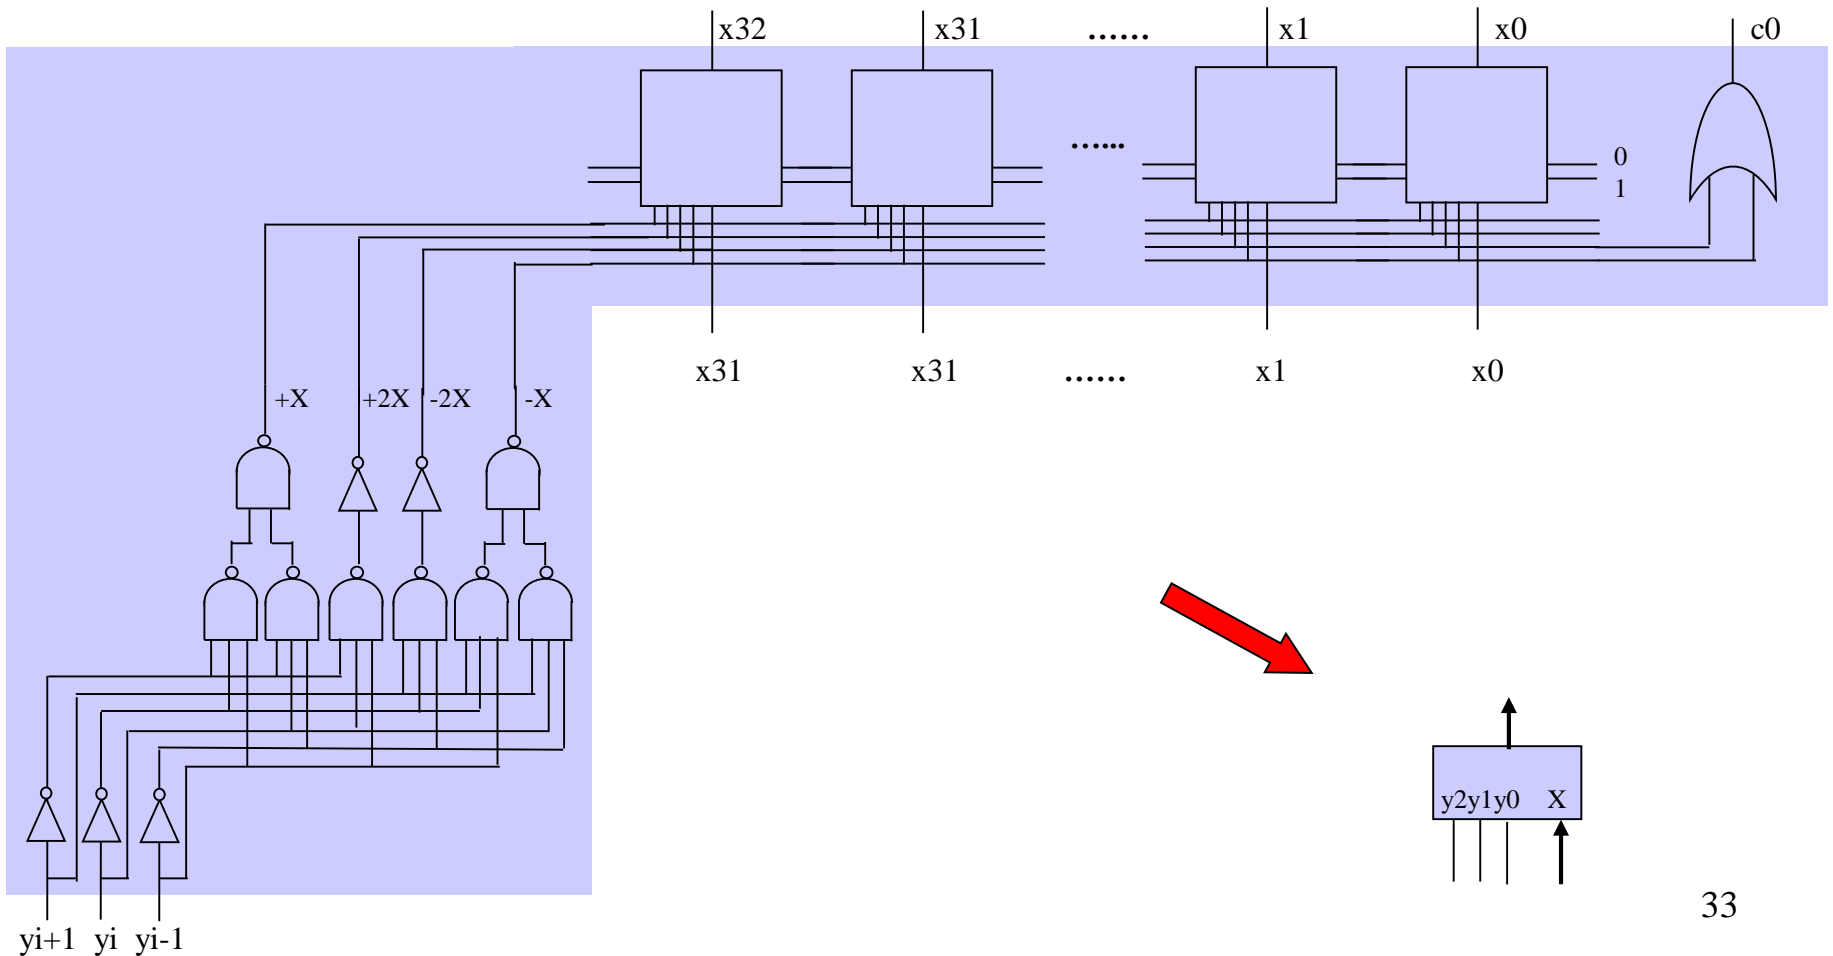 x32 x31 ...... x1 x0 c0
...... 0
1
x31 x31 ...... x1 x0
+X +2X -2X -X
y2y1y0 X
33
yi+1 yi yi-1